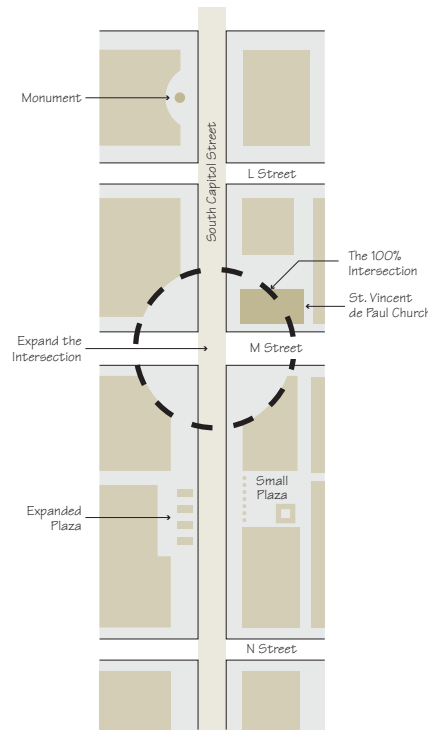 Monument
South Capitol Street
L Street
The 100%
Intersection
St. Vincent
de Paul Church
Expand the
Intersection
M Street
Small
Plaza
Expanded
Plaza
N Street